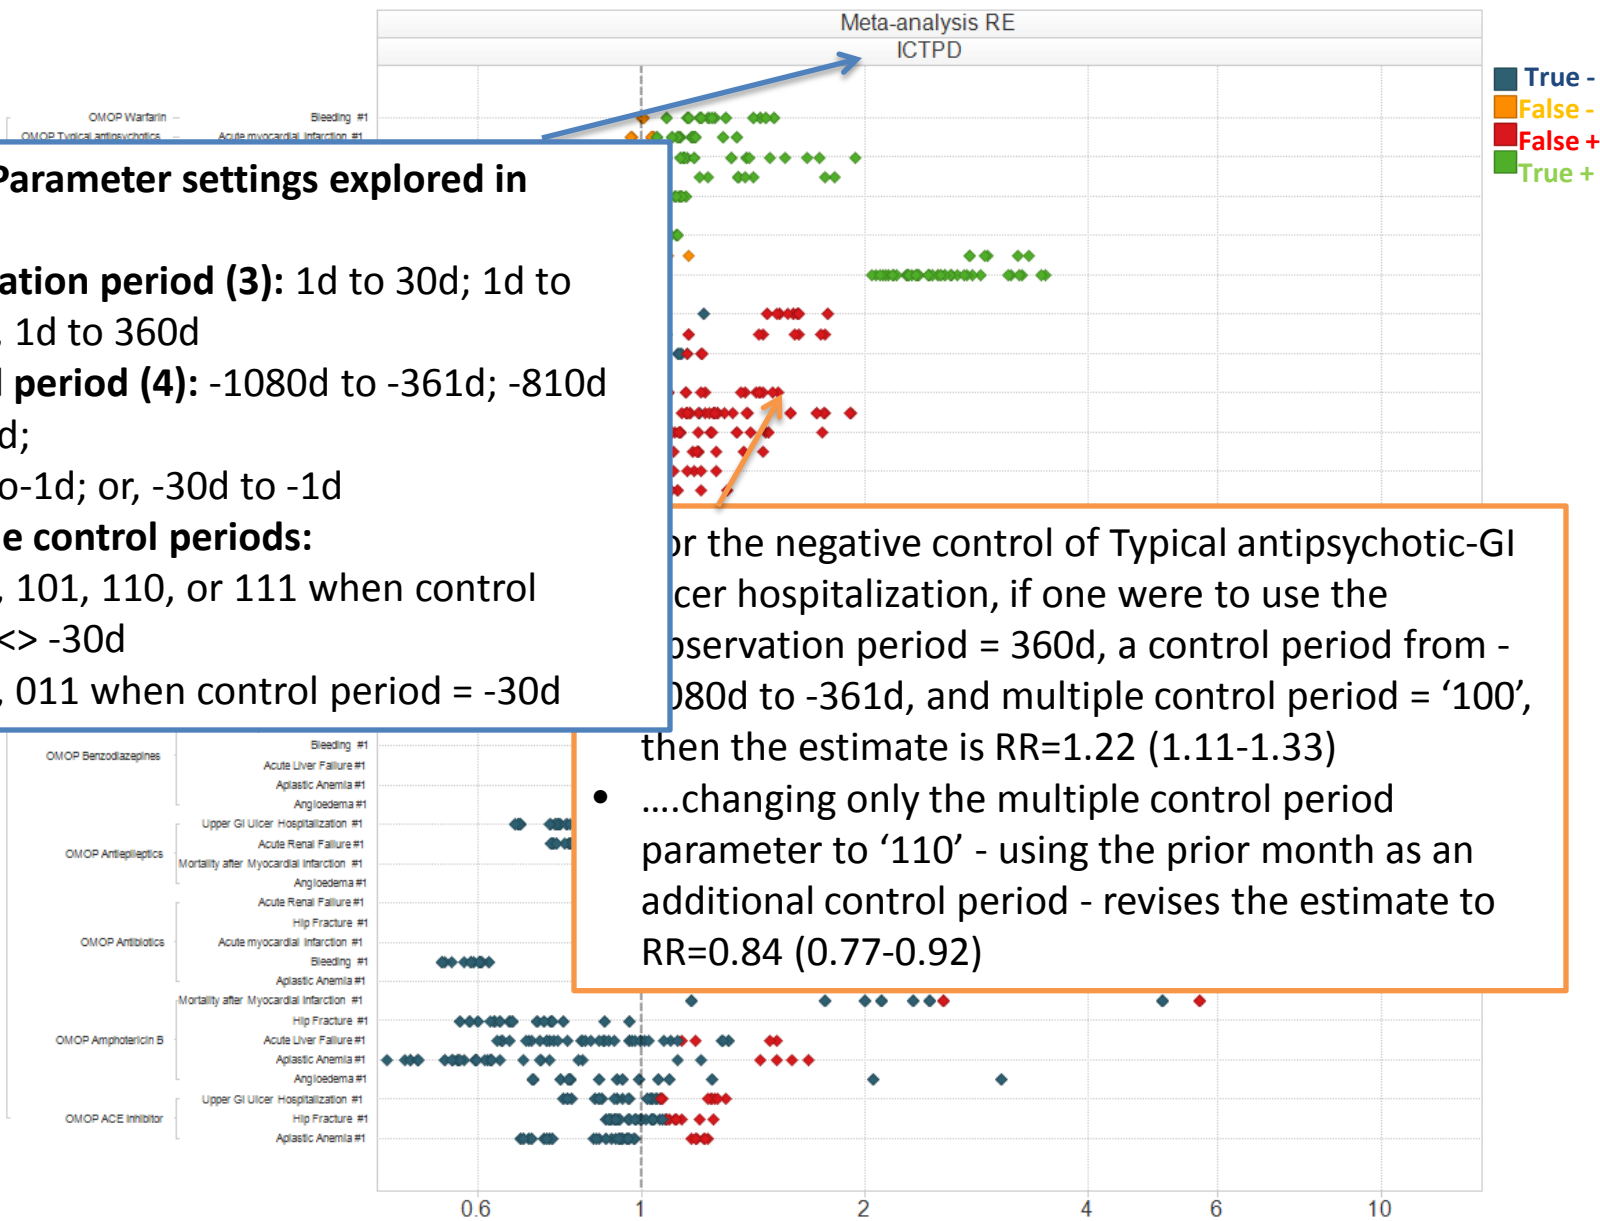 Meta-analysis RE
ICTPD
True -
False -
False +
True +
OMOP Warfarin
Bleeding #1
OMOP Typical antipsychotics
Acute myocardial Infarction #1
Parameter settings explored in
ation period (3): 1d to 30d; 1d to
, 1d to 360d
l period (4): -1080d to -361d; -810d
d;
o-1d; or, -30d to -1d
e control periods:
, 101, 110, or 111 when control
<> -30d
, 011 when control period = -30d
or the negative control of Typical antipsychotic-GI
cer hospitalization, if one were to use the
bservation period = 360d, a control period from -
080d to -361d, and multiple control period = ‘100’,
then the estimate is RR=1.22 (1.11-1.33)
• ….changing only the multiple control period
parameter to ‘110’ - using the prior month as an
additional control period - revises the estimate to
RR=0.84 (0.77-0.92)
OMOP Benzodiazepines
Bleeding #1
Acute Liver Failure #1
Aplastic Anemia #1
Angioedema #1
OMOP Antiepileptics
Upper GI Ulcer Hospitalization #1
Acute Renal Failure #1
Mortality after Myocardial Infarction #1
Angioedema #1
OMOP Antibiotics
Acute Renal Failure #1
Hip Fracture #1
Acute myocardial Infarction #1
Bleeding #1
Aplastic Anemia #1
OMOP Amphotericin B
Mortality after Myocardial Infarction #1
Hip Fracture #1
Acute Liver Failure #1
Aplastic Anemia #1
Angioedema #1
OMOP ACE Inhibitor
Upper GI Ulcer Hospitalization #1
Hip Fracture #1
Aplastic Anemia #1
0.6 1 2 4 6 10